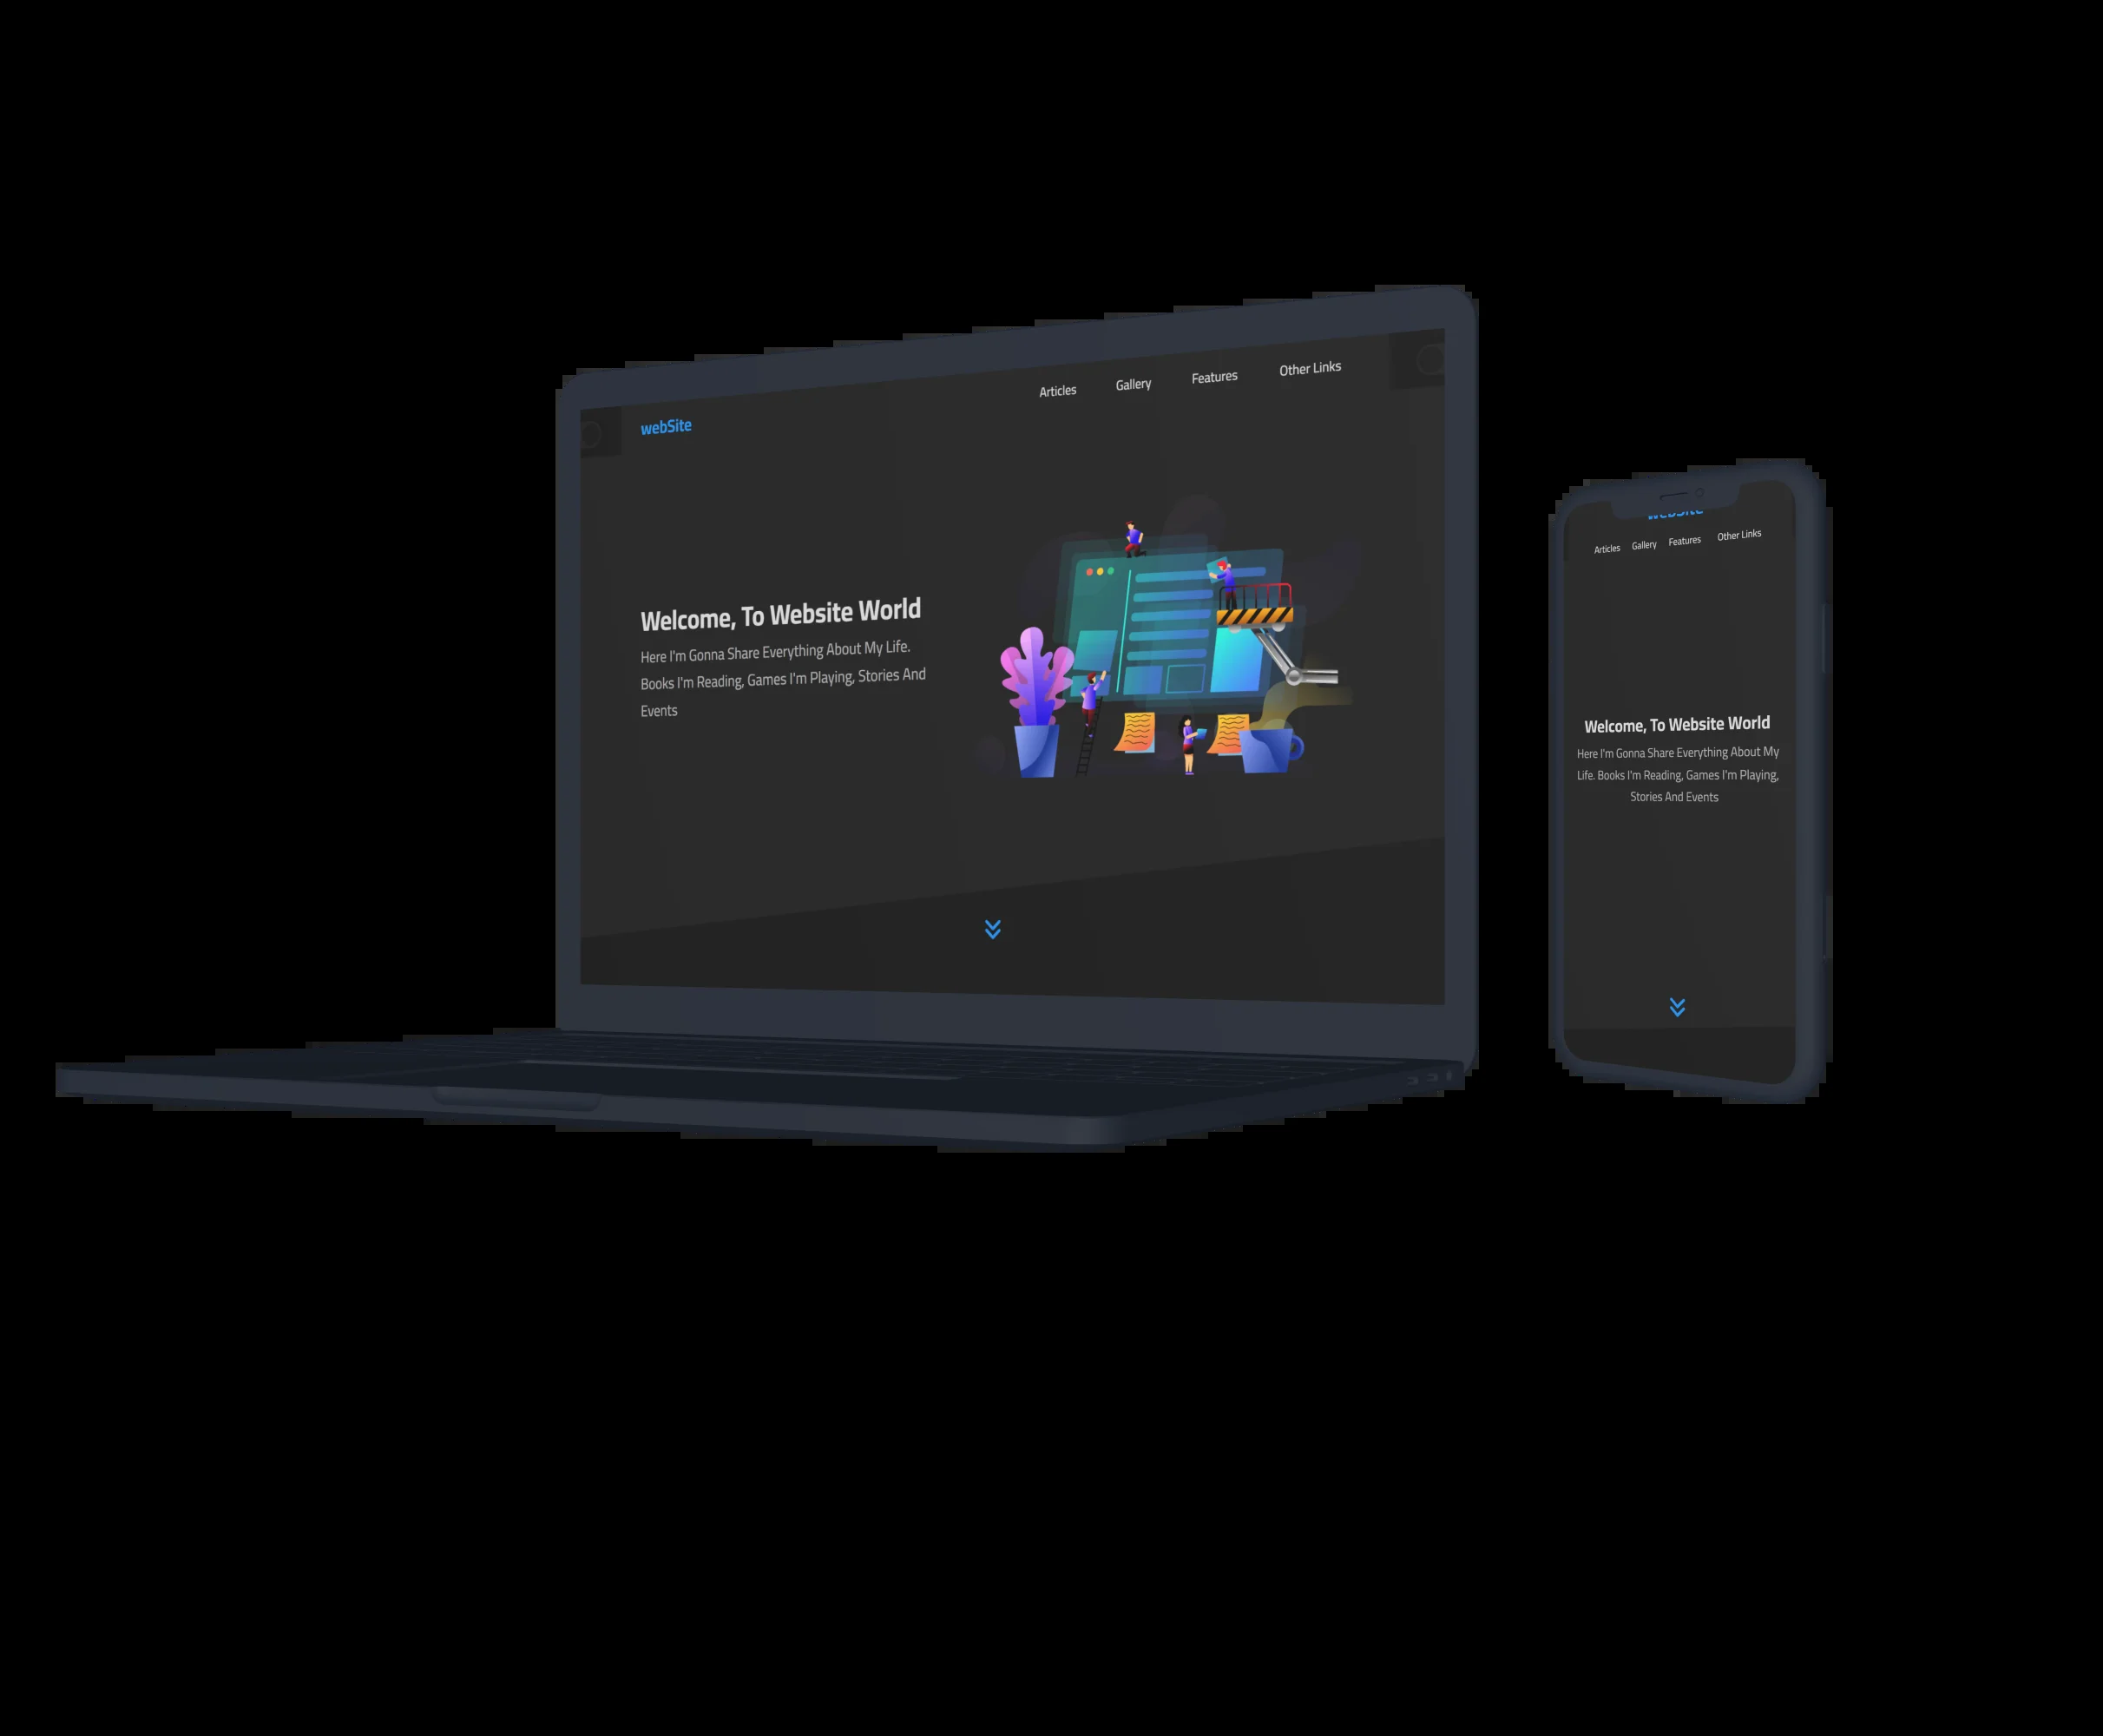 Articles Gallery Features Other Links
webSite
Welcome, To Website World
Here I'm Gonna Share Everything About My Life.
Books I'm Reading, Games I'm Playing, Stories And
Events
webSite
Articles Gallery Features Other Links
Welcome, To Website World
Here I'm Gonna Share Everything About My
Life. Books I'm Reading, Games I'm Playing,
Stories And Events